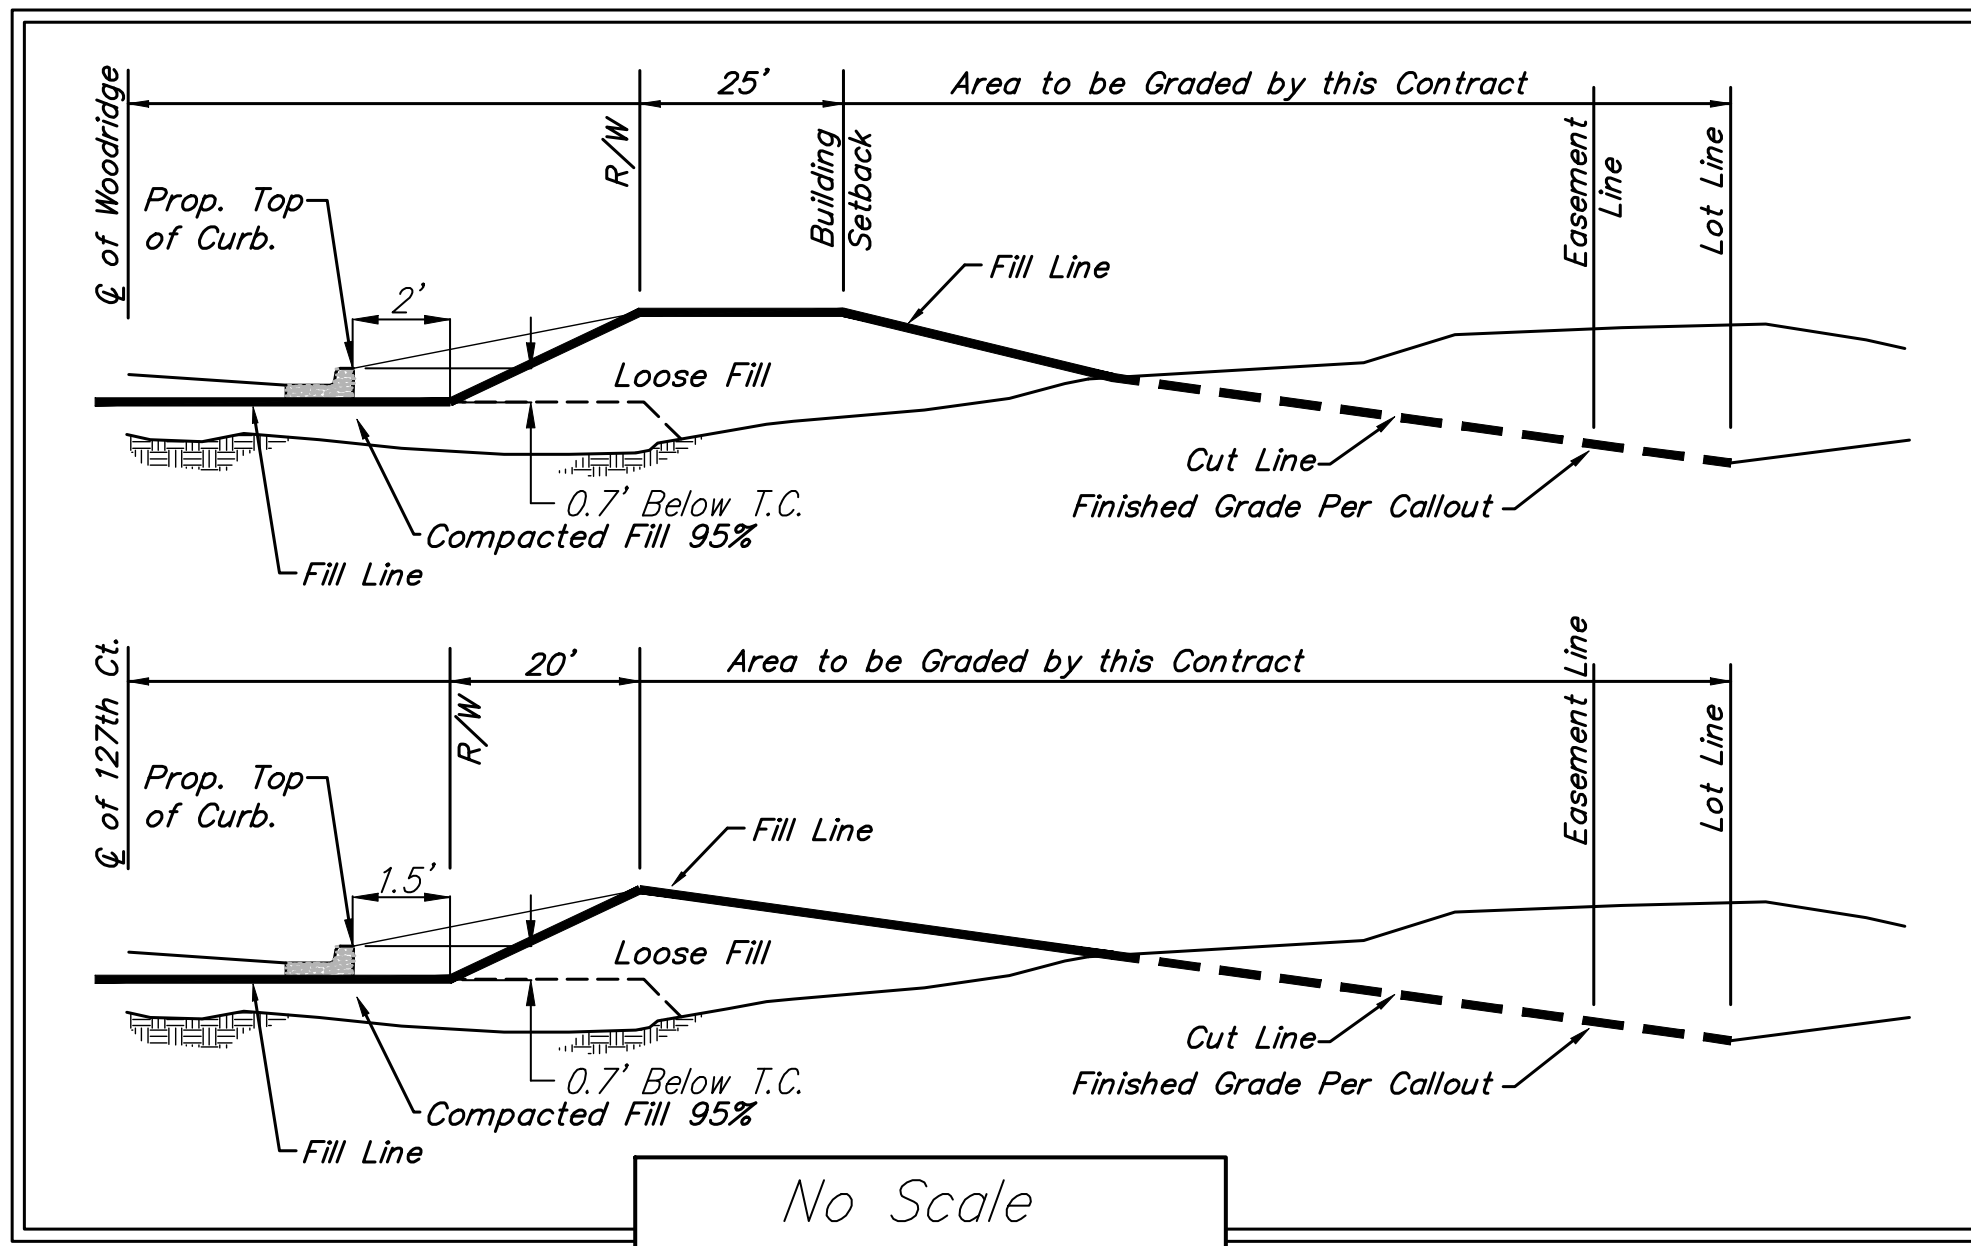 25'
Area to be Graded by this Contract
℄ of Woodridge
R/W
Building
Setback
Easement
Line
Lot Line
Prop. Top
of Curb.
2'
Fill Line
Loose Fill
Cut Line
0.7' Below T.C.
Finished Grade Per Callout
Compacted Fill 95%
Fill Line
20'
Area to be Graded by this Contract
℄ of 127th Ct.
R/W
Easement Line
Lot Line
Prop. Top
of Curb.
Fill Line
1.5'
Loose Fill
Cut Line
0.7' Below T.C.
Finished Grade Per Callout
Compacted Fill 95%
Fill Line
No Scale